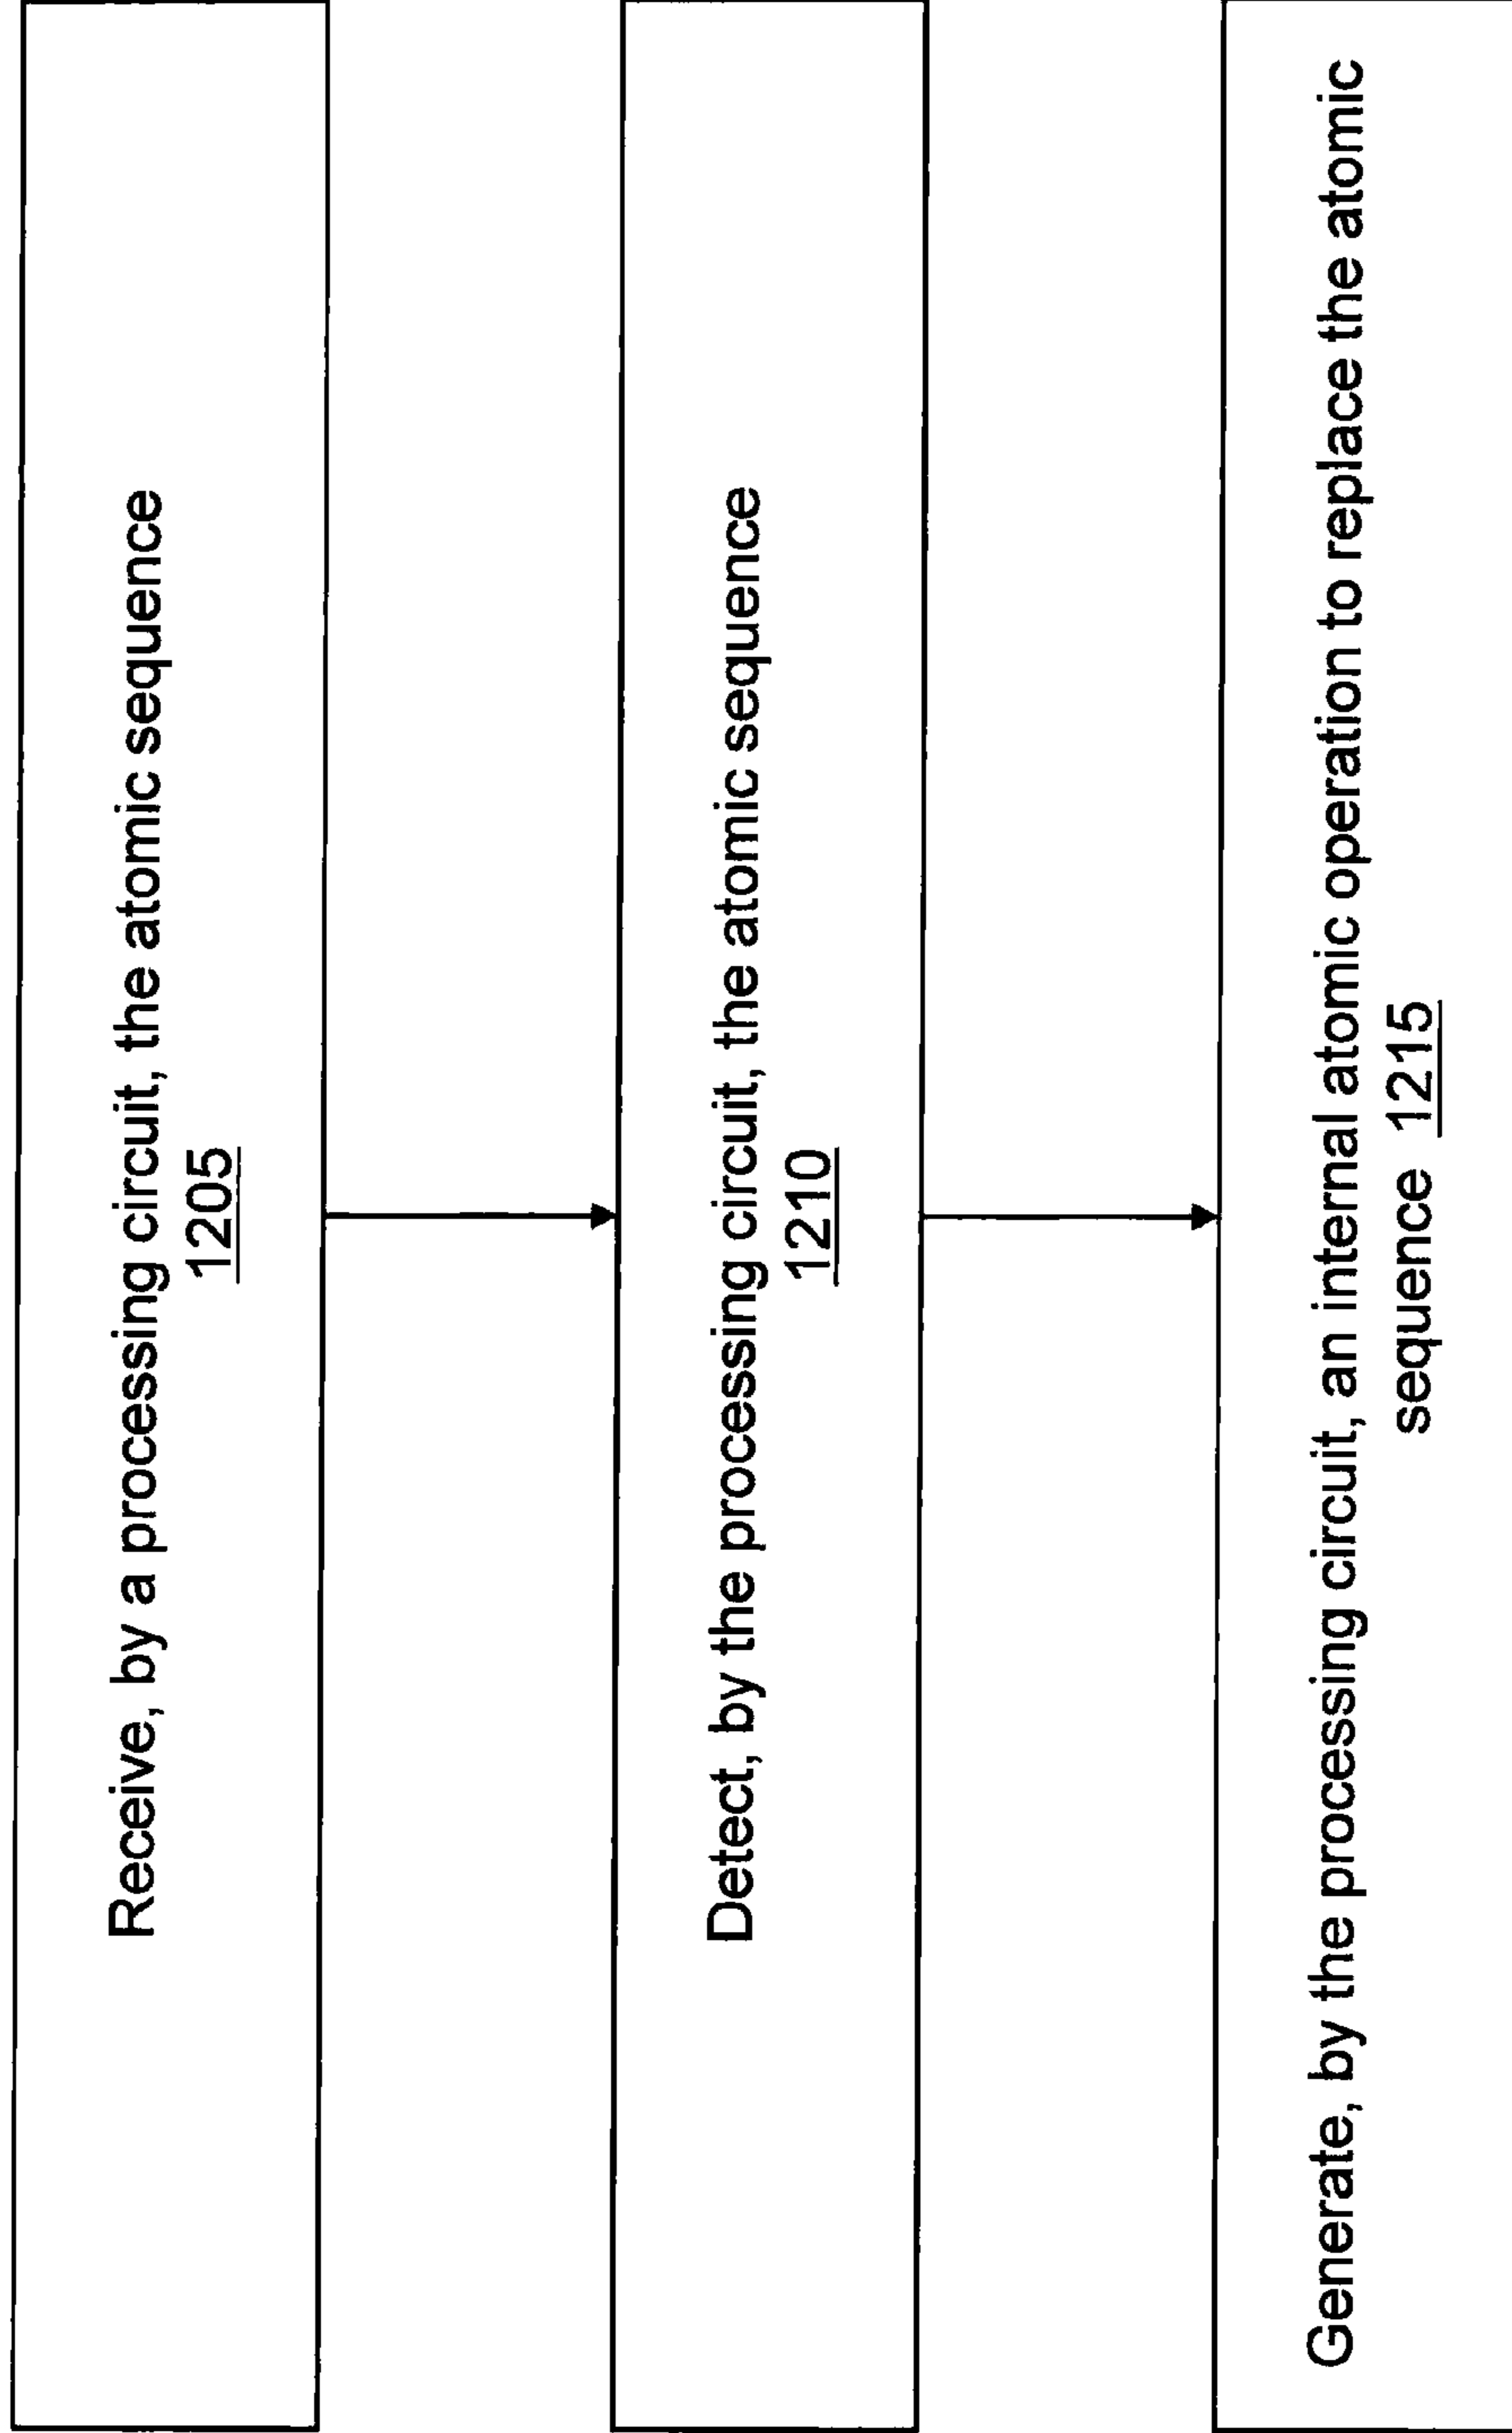 Receive, by a processing circuit, the atomic sequence
1205
Detect, by the processing circuit, the atomic sequence
1210
Generate, by the processing circuit, an internal atomic operation to replace the atomic
sequence 1215